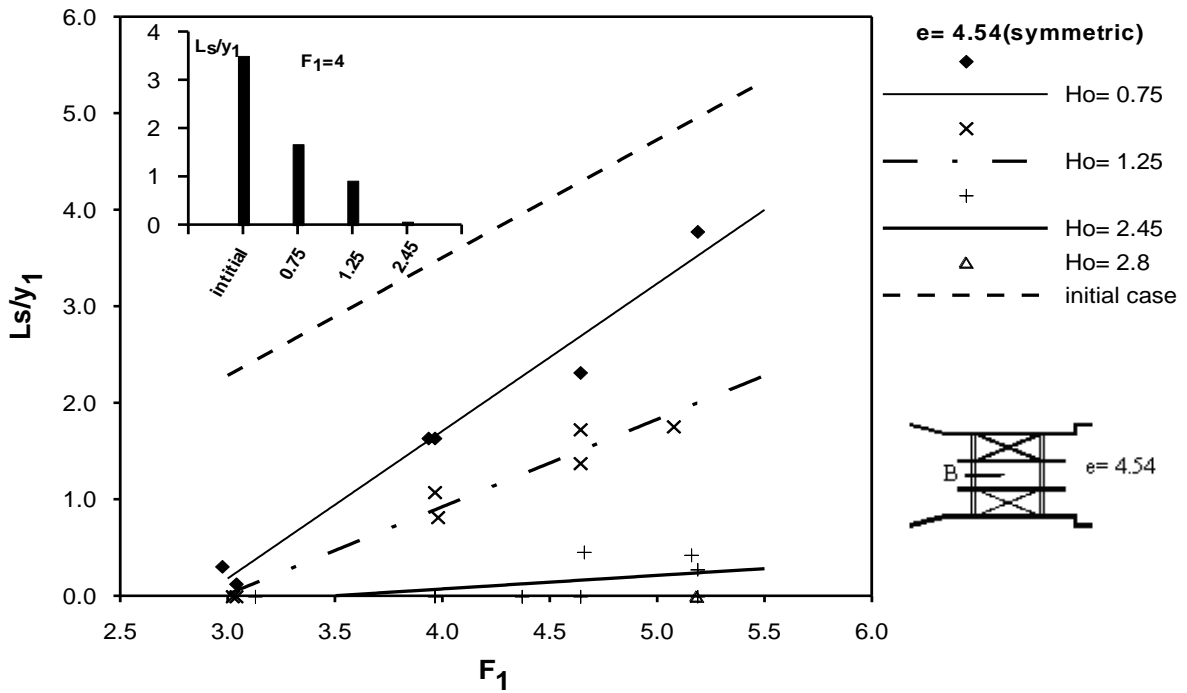 6.0
5.0
4.0
3.0
2.0
1.0
0.0
Ls/y1
2.5
3.0
3.5
4.0
4.5
5.0
5.5
6.0
F1
4
3
2
1
0
Ls/y1
F1=4
intitial
0.75
1.25
2.45
e= 4.54(symmetric)
Ho= 0.75
Ho= 1.25
Ho= 2.45
Ho= 2.8
initial case
B
e= 4.54